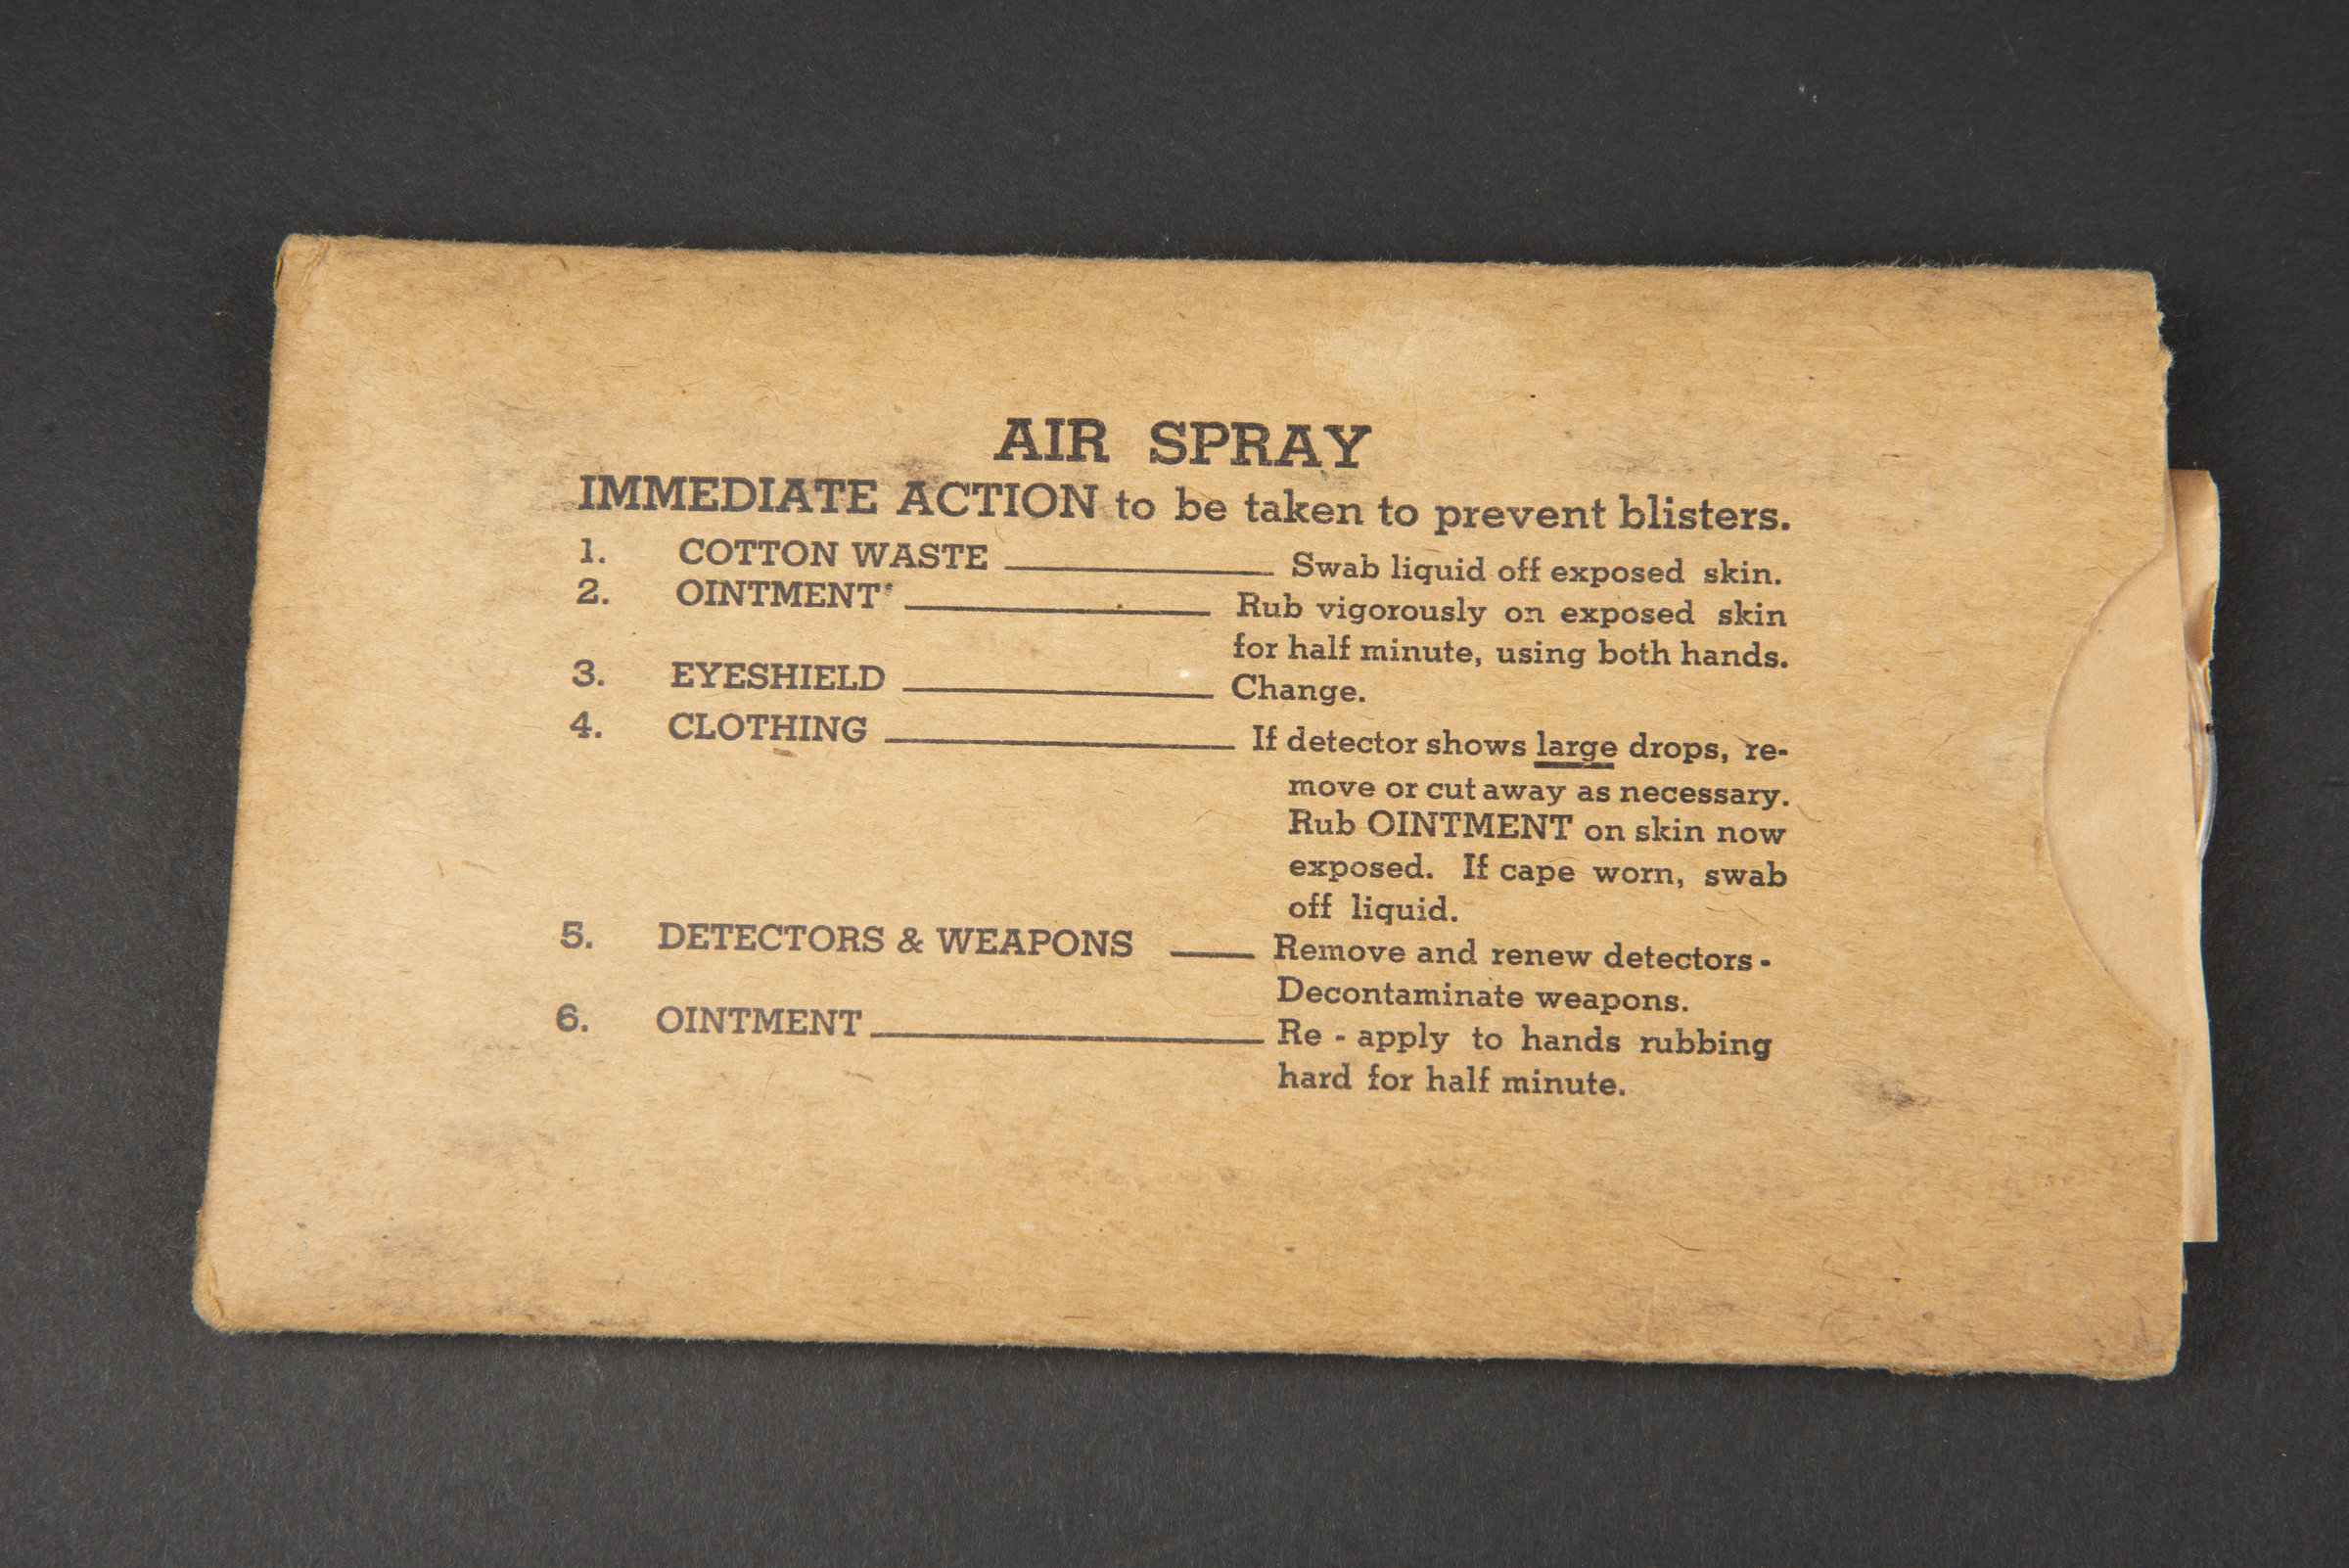 AIR SPRAY
IMMEDIATE ACTION to be taken to prevent blisters.
1. COTTON WASTE ——— Swab liquid off exposed skin.
2. OINTMENT ——— Rub vigorously on exposed skin
for half minute, using both hands.
3. EYESHIELD ——— Change.
4. CLOTHING ——— If detector shows large drops, re-
move or cut away as necessary.
Rub OINTMENT on skin now
exposed. If cape worn, swab
off liquid.
5. DETECTORS & WEAPONS ——— Remove and renew detectors -
Decontaminate weapons.
6. OINTMENT ——— Re - apply to hands rubbing
hard for half minute.